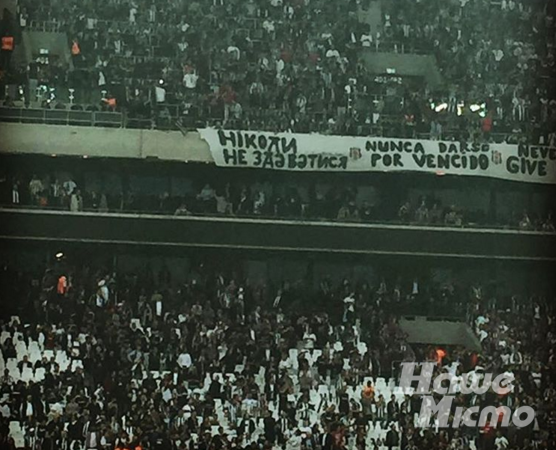 НІКОЛИ
НЕ ЗДАВАТИСЯ
NUNCA DARSE
POR VENCIDO
NEVE
GIVE
Наше
Місто